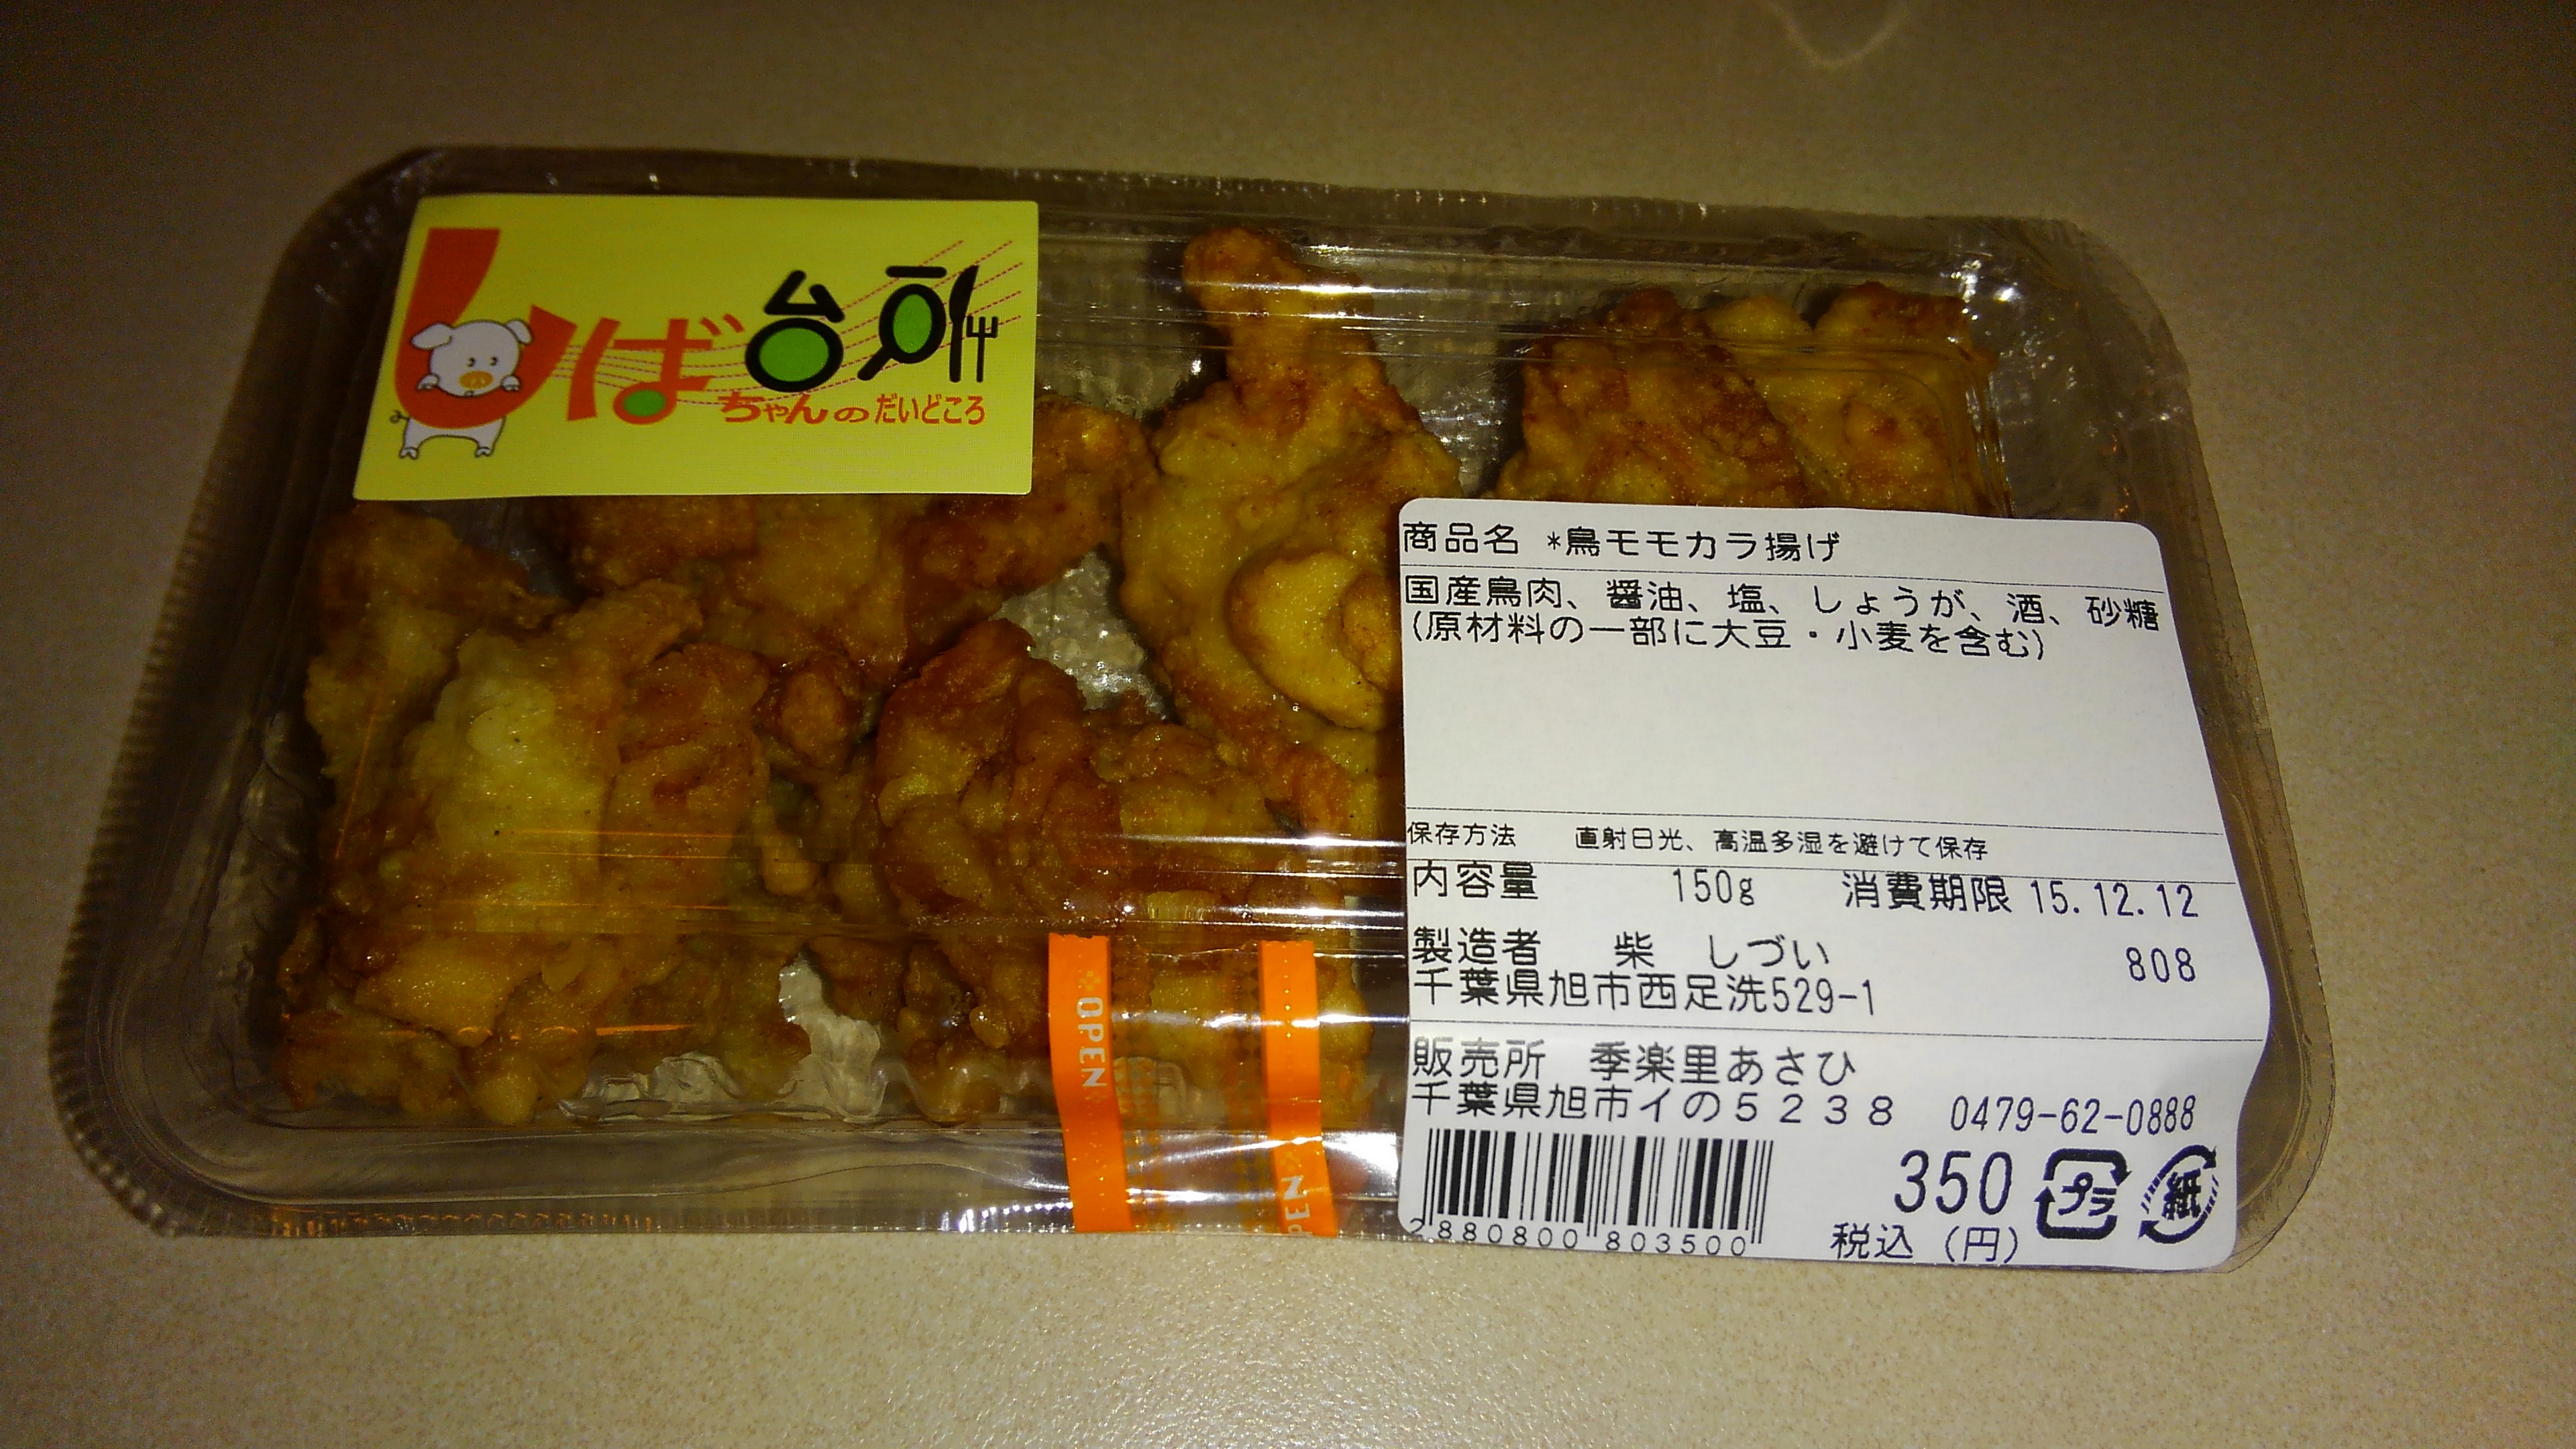 しば台所
ちゃんのだいどころ
商品名 *鳥モモカラ揚げ
国産鳥肉、醤油、塩、しょうが、酒、砂糖
(原材料の一部に大豆・小麦を含む)
保存方法 直射日光、高温多湿を避けて保存
内容量 150g 消費期限 15.12.12
製造者 柴 しづい 808
千葉県旭市西足洗529-1
販売所 季楽里あさひ
千葉県旭市イの5238 0479-62-0888
2880800803500
350
税込 (円)
プラ
紙
OPEN
OPEN